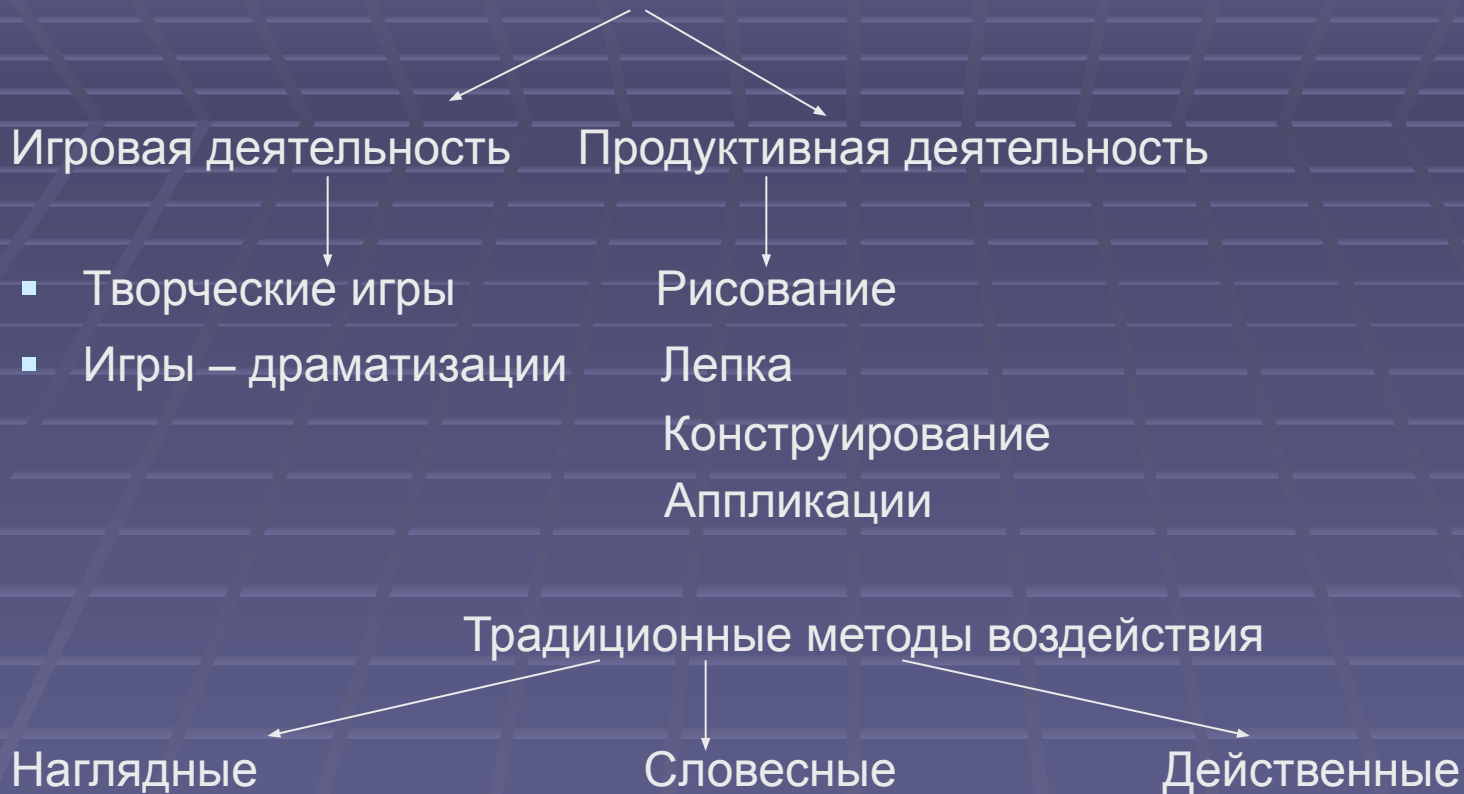 Игровая деятельность Продуктивная деятельность
Творческие игры Рисование
Игры – драматизации Лепка
Конструирование
Аппликации
Традиционные методы воздействия
Наглядные Словесные Действенные